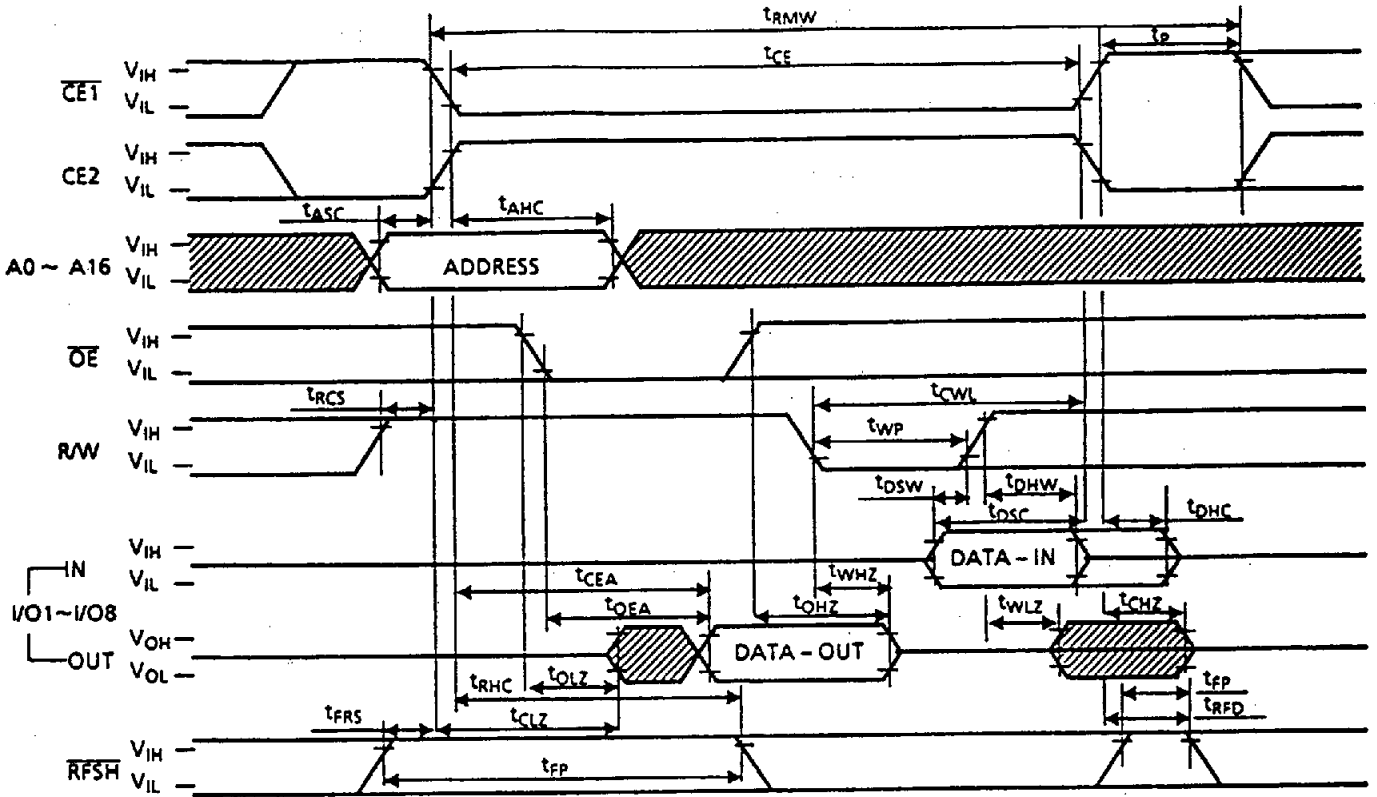 tRMW
tP
tCE
CE1
VIH
VIL
CE2
VIH
VIL
tASC
tAHC
A0 ~ A16
VIH
VIL
ADDRESS
OE
VIH
VIL
tRCS
tCWL
R/W
VIH
VIL
tWP
tDSW
tDHW
tDSC
tDHC
IN
VIH
VIL
DATA - IN
tCEA
tWHZ
I/O1~I/O8
tOEA
tOHZ
tWLZ
tCHZ
OUT
VOH
VOL
DATA - OUT
tRHC
tOLZ
tFP
tFRS
tCLZ
tRFD
RFSH
VIH
VIL
tFP